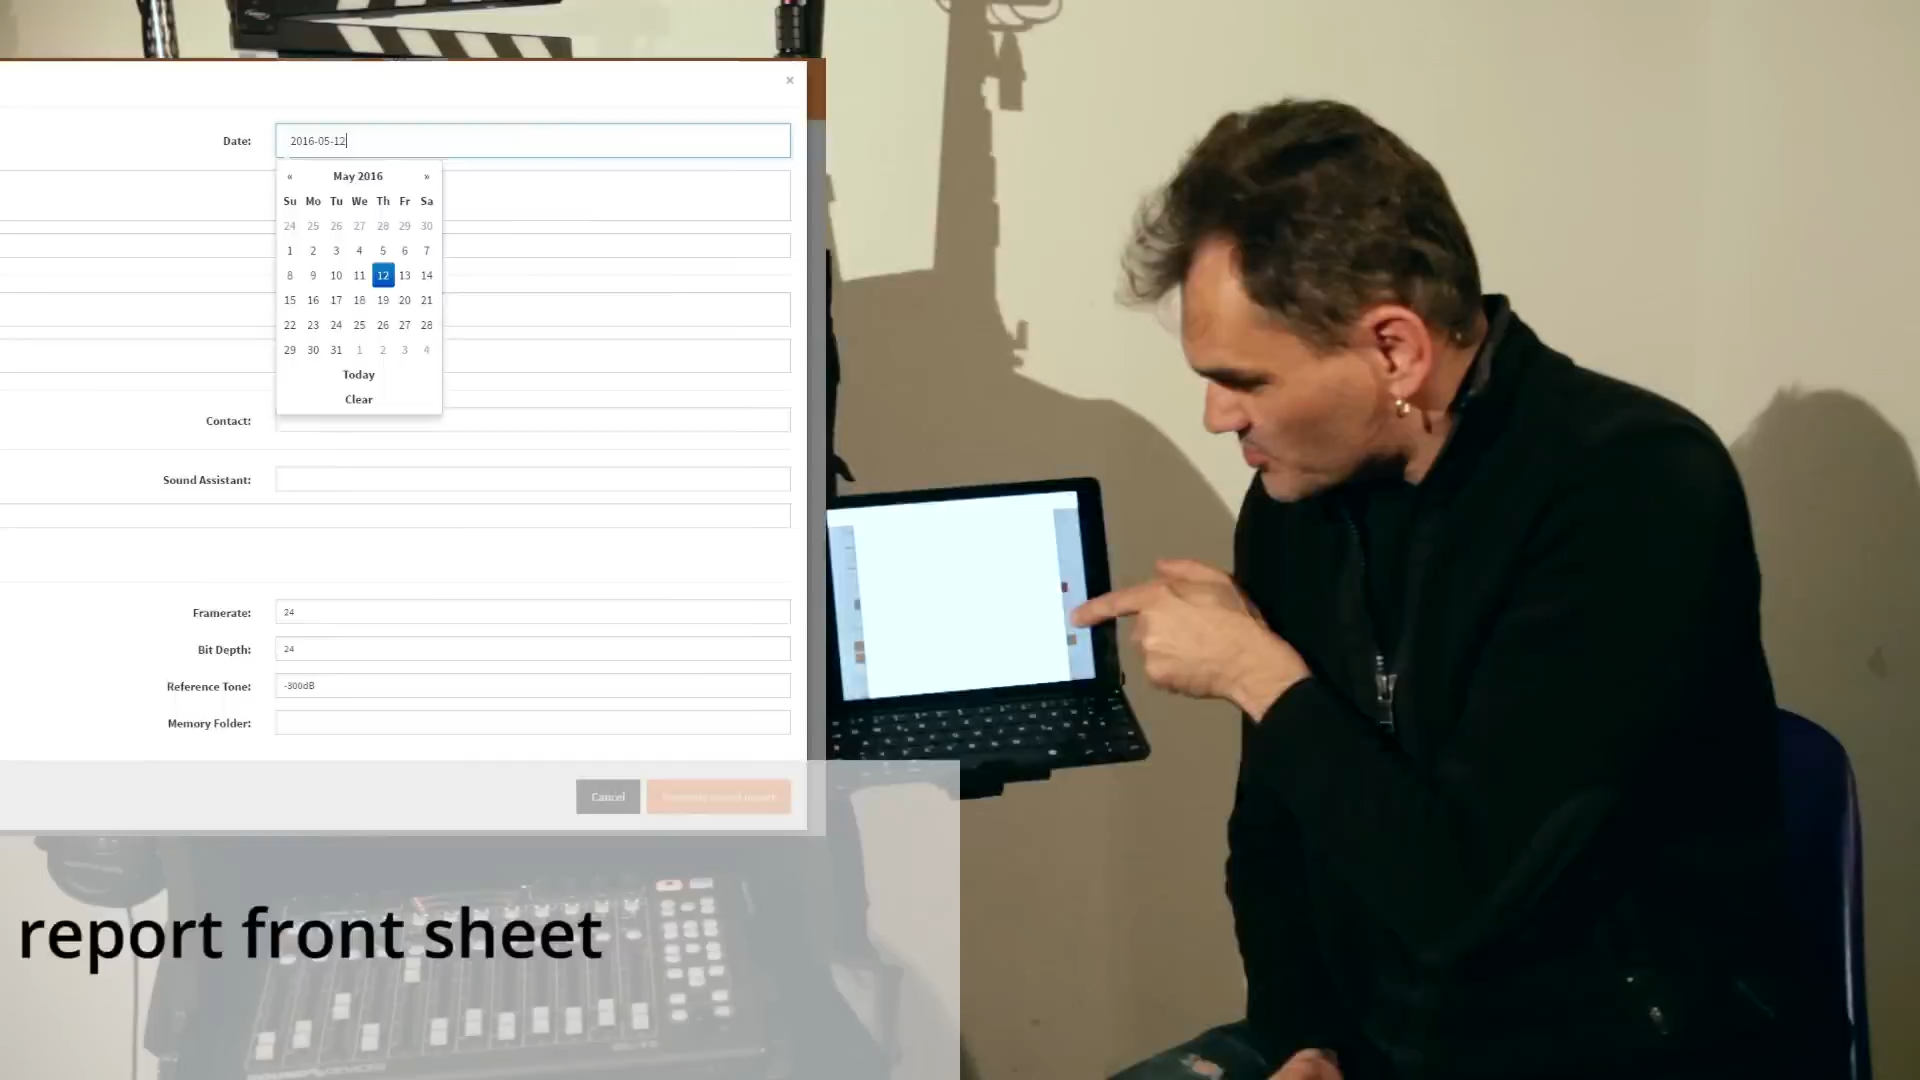 ×
Date: 2016-05-12
« May 2016 »
Su Mo Tu We Th Fr Sa
24 25 26 27 28 29 30
1 2 3 4 5 6 7
8 9 10 11 12 13 14
15 16 17 18 19 20 21
22 23 24 25 26 27 28
29 30 31 1 2 3 4
Today
Clear
Contact:
Sound Assistant:
Framerate: 24
Bit Depth: 24
Reference Tone: -300dB
Memory Folder:
Cancel
report front sheet